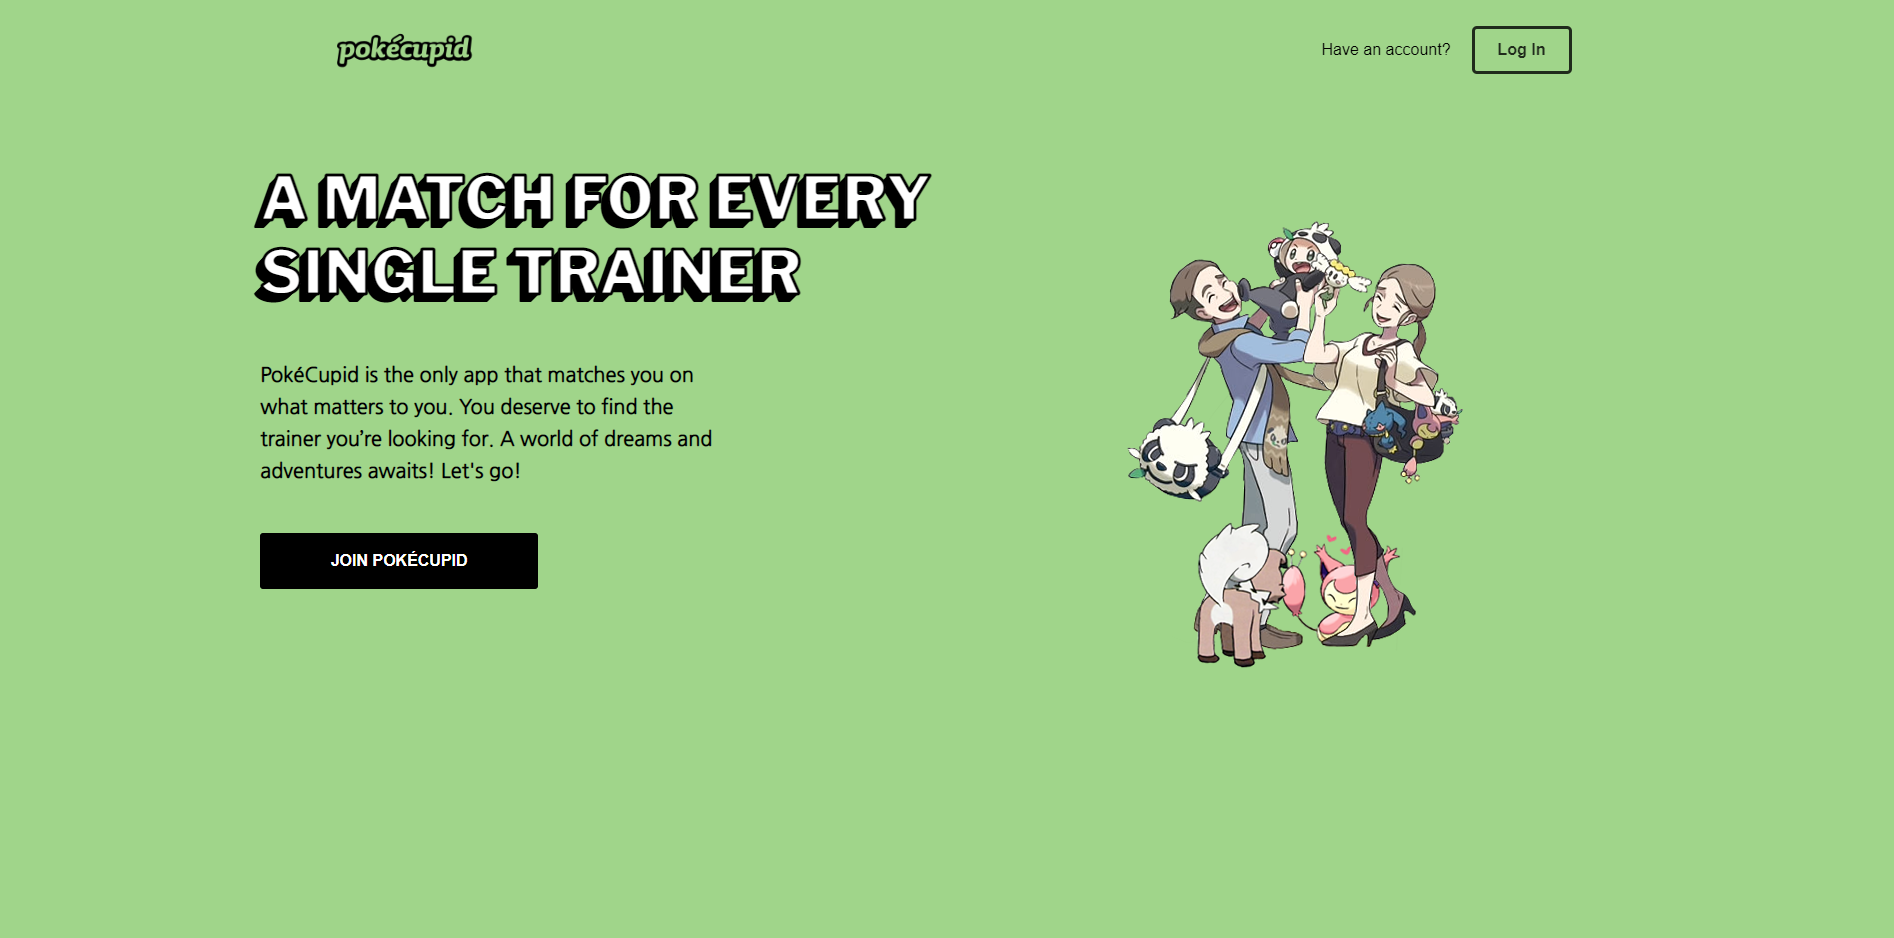 pokécupid
Have an account?
Log In
A MATCH FOR EVERY
SINGLE TRAINER
PokéCupid is the only app that matches you on
what matters to you. You deserve to find the
trainer you’re looking for. A world of dreams and
adventures awaits! Let's go!
JOIN POKÉCUPID